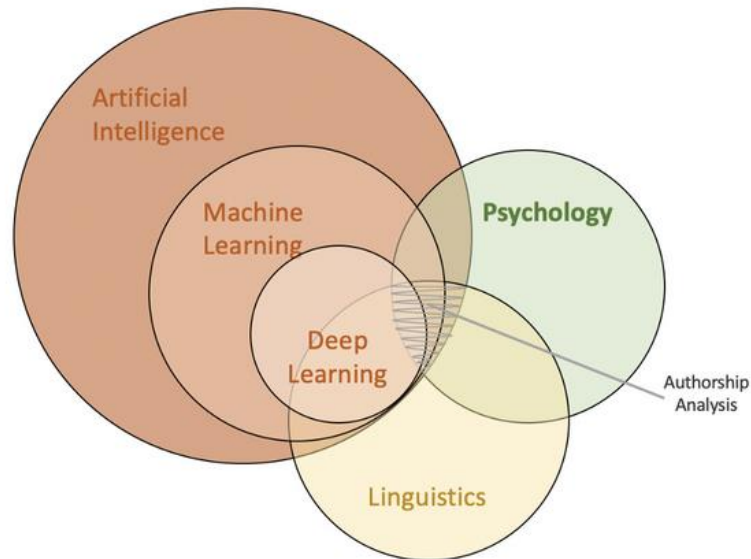 Artificial
Intelligence
Machine
Learning
Psychology
Deep
Learning
Authorship
Analysis
Linguistics